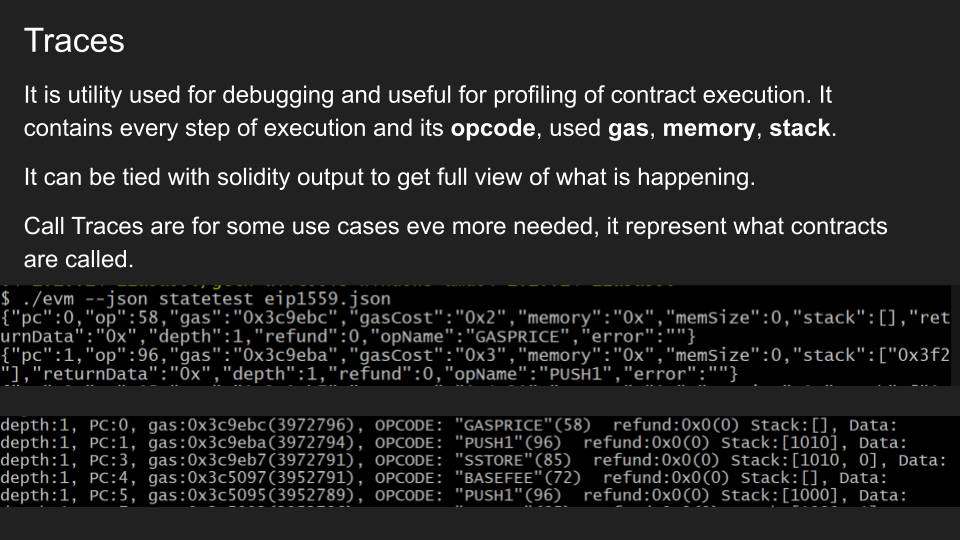 Traces
It is utility used for debugging and useful for profiling of contract execution. It
contains every step of execution and its opcode, used gas, memory, stack.
It can be tied with solidity output to get full view of what is happening.
Call Traces are for some use cases eve more needed, it represent what contracts
are called.
$ ./evm --json statetest eip1559.json
{"pc":0,"op":58,"gas":"0x3c9ebc","gasCost":"0x2","memory":"0x","memSize":0,"stack":[],"ret
urnData":"0x","depth":1,"refund":0,"opName":"GASPRICE","error":""}
{"pc":1,"op":96,"gas":"0x3c9eba","gasCost":"0x3","memory":"0x","memSize":0,"stack":["0x3f2
"],"returnData":"0x","depth":1,"refund":0,"opName":"PUSH1","error":""}
depth:1, PC:0, gas:0x3c9ebc(3972796), OPCODE: "GASPRICE"(58) refund:0x0(0) Stack:[], Data:
depth:1, PC:1, gas:0x3c9eba(3972794), OPCODE: "PUSH1"(96) refund:0x0(0) Stack:[1010], Data:
depth:1, PC:3, gas:0x3c9eb7(3972791), OPCODE: "SSTORE"(85) refund:0x0(0) Stack:[1010, 0], Data:
depth:1, PC:4, gas:0x3c5097(3952791), OPCODE: "BASEFEE"(72) refund:0x0(0) Stack:[], Data:
depth:1, PC:5, gas:0x3c5095(3952789), OPCODE: "PUSH1"(96) refund:0x0(0) Stack:[1000], Data: